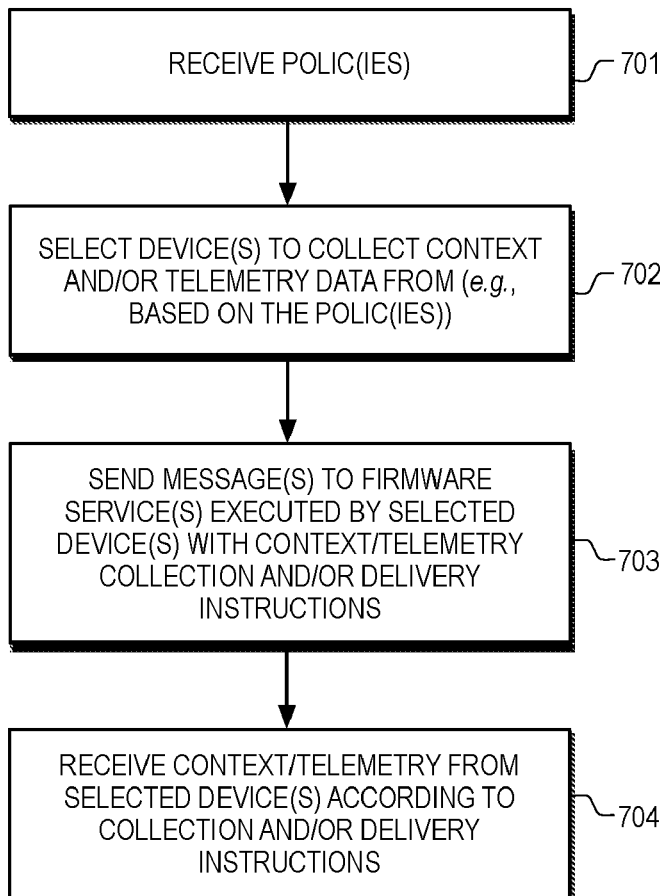 RECEIVE POLIC(IES)
701
SELECT DEVICE(S) TO COLLECT CONTEXT
AND/OR TELEMETRY DATA FROM (e.g.,
BASED ON THE POLIC(IES))
702
SEND MESSAGE(S) TO FIRMWARE
SERVICE(S) EXECUTED BY SELECTED
DEVICE(S) WITH CONTEXT/TELEMETRY
COLLECTION AND/OR DELIVERY
INSTRUCTIONS
703
RECEIVE CONTEXT/TELEMETRY FROM
SELECTED DEVICE(S) ACCORDING TO
COLLECTION AND/OR DELIVERY
INSTRUCTIONS
704